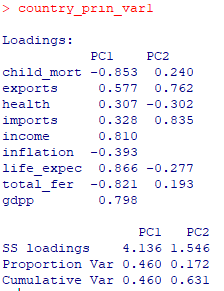 > country_prin_var1
Loadings:
PC1 PC2
child_mort -0.853 0.240
exports 0.577 0.762
health 0.307 -0.302
imports 0.328 0.835
income 0.810
inflation -0.393
life_expec 0.866 -0.277
total_fer -0.821 0.193
gdpp 0.798
PC1 PC2
SS loadings 4.136 1.546
Proportion Var 0.460 0.172
Cumulative Var 0.460 0.631